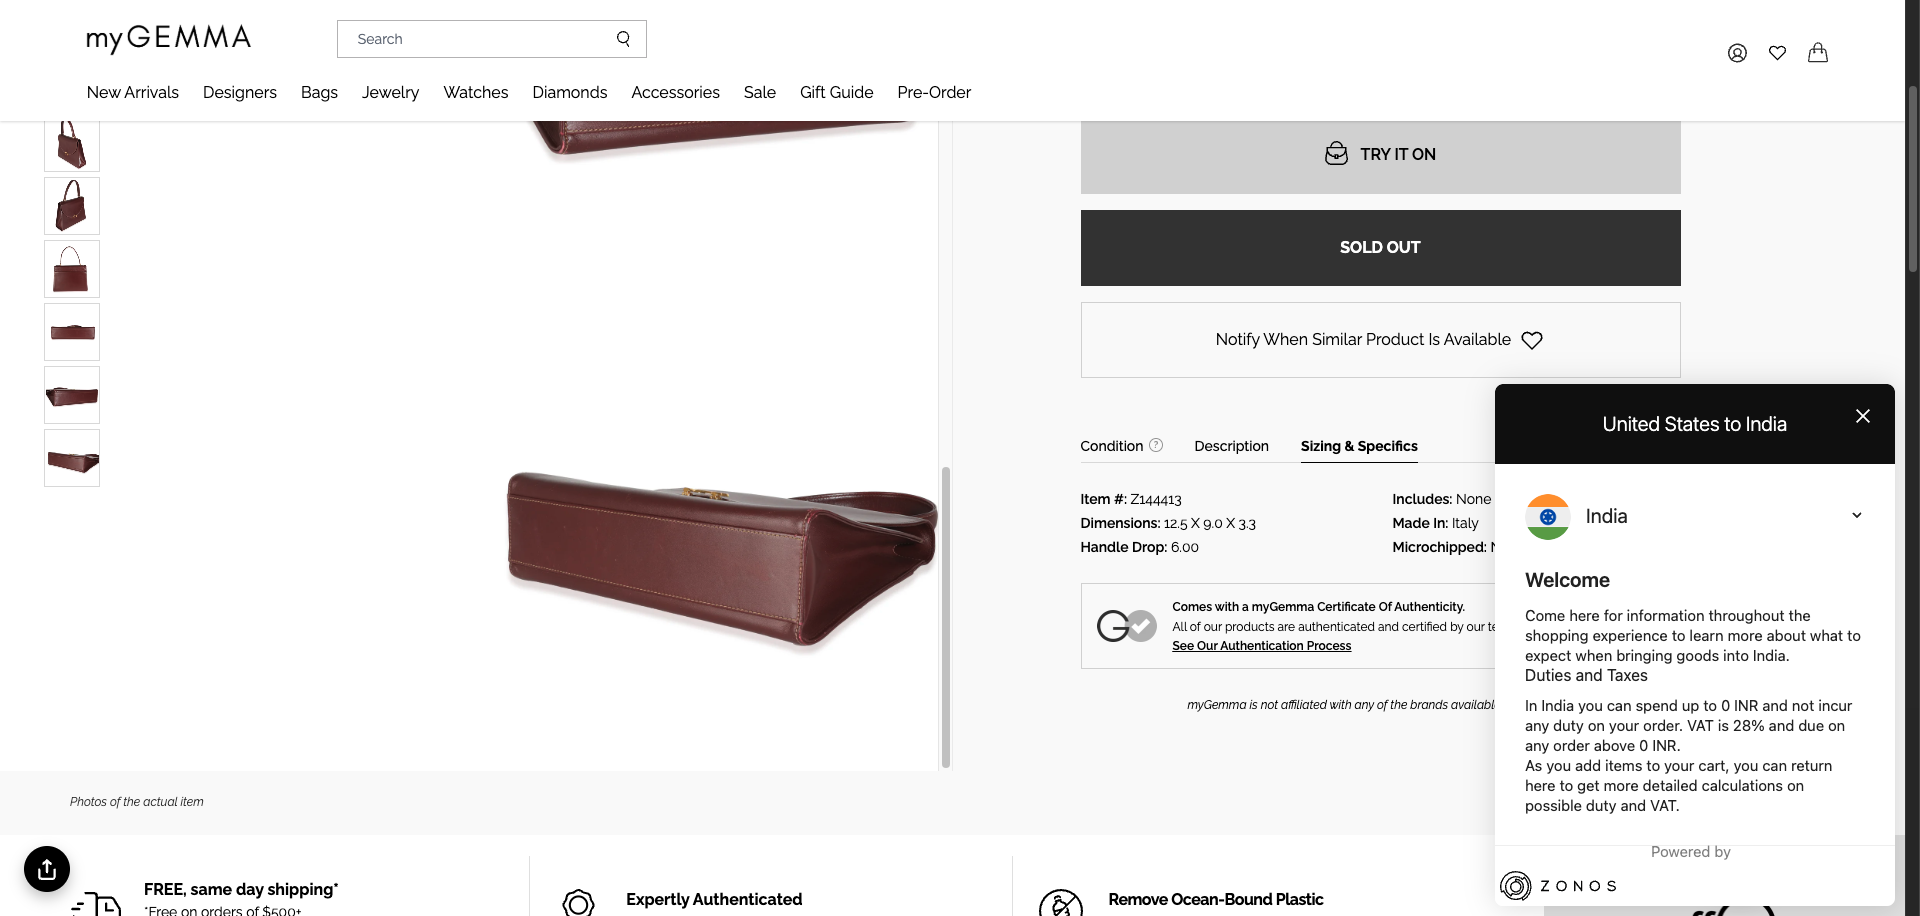 myGEMMA
Search
New Arrivals Designers Bags Jewelry Watches Diamonds Accessories Sale Gift Guide Pre-Order
TRY IT ON
SOLD OUT
Notify When Similar Product Is Available
Condition ? Description Sizing & Specifics
Item #: Z144413
Dimensions: 12.5 X 9.0 X 3.3
Handle Drop: 6.00
Includes: None
Made In: Italy
Microchipped:
Comes with a myGemma Certificate Of Authenticity.
All of our products are authenticated and certified by our
See Our Authentication Process
myGemma is not affiliated with any of the brands
Photos of the actual item
FREE, same day shipping*
*Free on orders of $500+
Expertly Authenticated
Remove Ocean-Bound Plastic
United States to India
India
Welcome
Come here for information throughout the
shopping experience to learn more about what to
expect when bringing goods into India.
Duties and Taxes
In India you can spend up to 0 INR and not incur
any duty on your order. VAT is 28% and due on
any order above 0 INR.
As you add items to your cart, you can return
here to get more detailed calculations on
possible duty and VAT.
Powered by
ZONOS